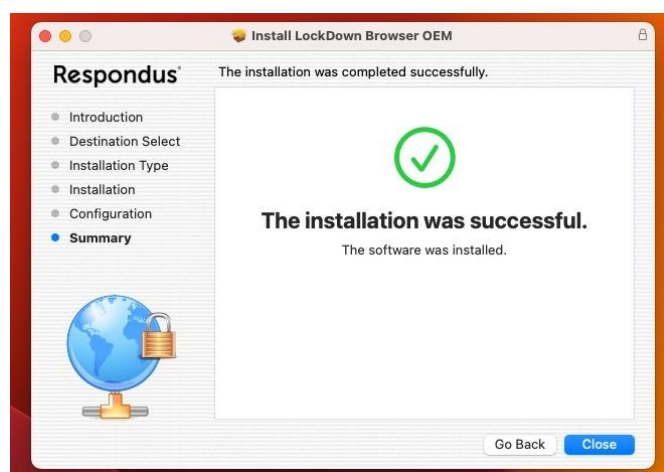 Install LockDown Browser OEM
Respondus®
The installation was completed successfully.
Introduction
Destination Select
Installation Type
Installation
Configuration
Summary
The installation was successful.
The software was installed.
Go Back
Close